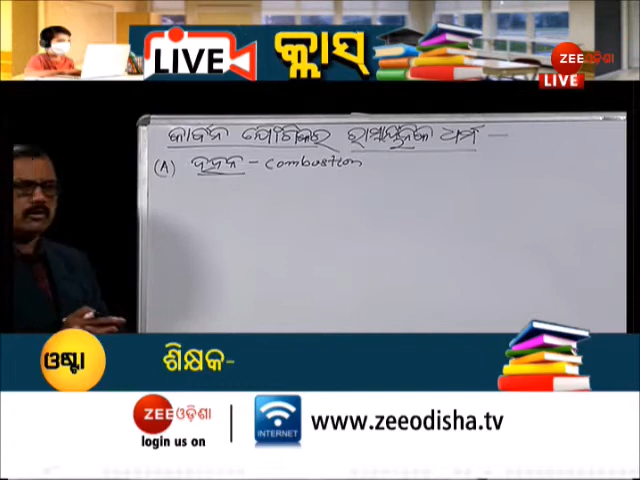 LIVE କ୍ଲାସ୍ ZEE ଓଡ଼ିଶା
LIVE
କାର୍ବନ ଯୌଗିକର ରାସାୟନିକ ଧର୍ମ —
(A) ଦହନ - combustion
ଓଷ୍ଟା ଶିକ୍ଷକ-
ZEE ଓଡ଼ିଶା
login us on
INTERNET
www.zeeodisha.tv